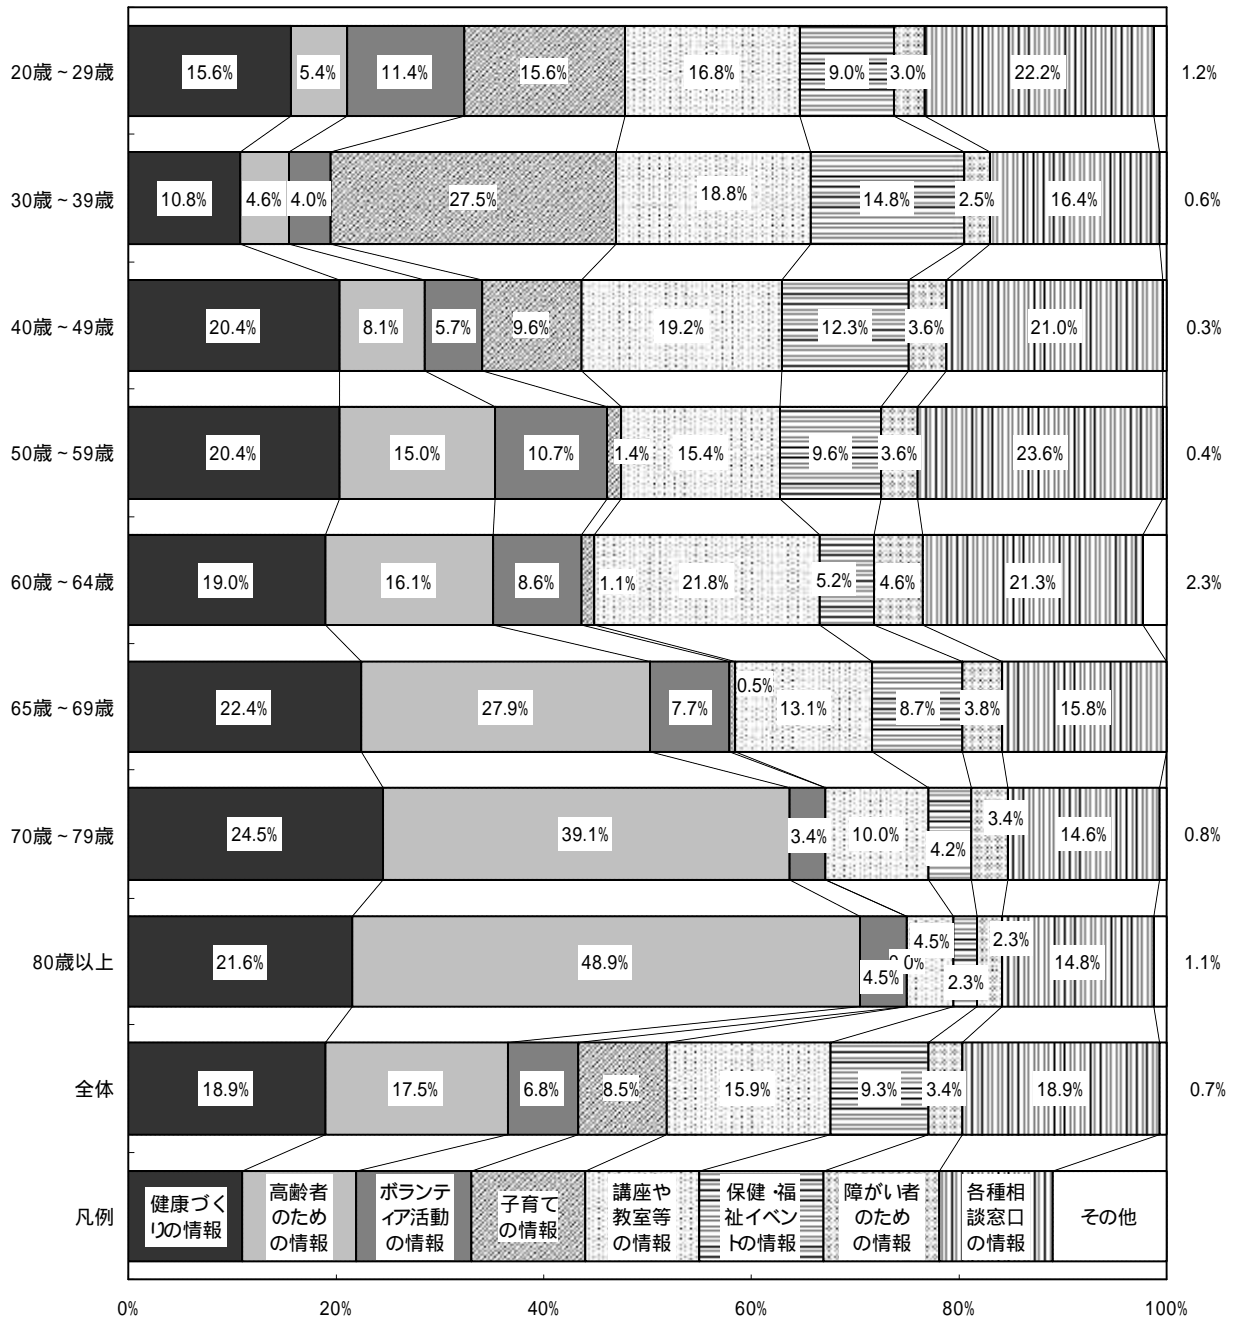 20歳~29歳 15.6% 5.4% 11.4% 15.6% 16.8% 9.0% 3.0% 22.2% 1.2%
30歳~39歳 10.8% 4.6% 4.0% 27.5% 18.8% 14.8% 2.5% 16.4% 0.6%
40歳~49歳 20.4% 8.1% 5.7% 9.6% 19.2% 12.3% 3.6% 21.0% 0.3%
50歳~59歳 20.4% 15.0% 10.7% 1.4% 15.4% 9.6% 3.6% 23.6% 0.4%
60歳~64歳 19.0% 16.1% 8.6% 1.1% 21.8% 5.2% 4.6% 21.3% 2.3%
65歳~69歳 22.4% 27.9% 7.7% 0.5% 13.1% 8.7% 3.8% 15.8%
70歳~79歳 24.5% 39.1% 3.4% 10.0% 4.2% 3.4% 14.6% 0.8%
80歳以上 21.6% 48.9% 4.5% 0.0% 4.5% 2.3% 2.3% 14.8% 1.1%
全体 18.9% 17.5% 6.8% 8.5% 15.9% 9.3% 3.4% 18.9% 0.7%
凡例
健康づく
りの情報
高齢者
のため
の情報
ボランテ
ィア活動
の情報
子育て
の情報
講座や
教室等
の情報
保健・福
祉イベン
トの情報
障がい者
のため
の情報
各種相
談窓口
の情報
その他
0% 20% 40% 60% 80% 100%